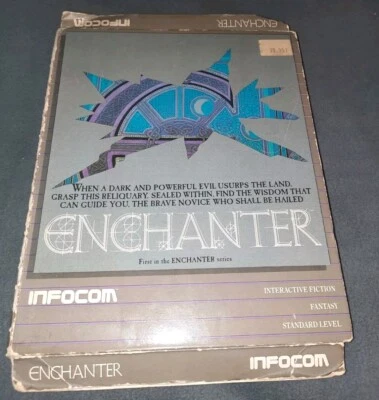 INFOCOM
ENCHANTER
WHEN A DARK AND POWERFUL EVIL USURPS THE LAND,
GRASP THIS RELIQUARY, SEALED WITHIN, FIND THE WISDOM THAT
CAN GUIDE YOU, THE BRAVE NOVICE WHO SHALL BE HAILED
ENCHANTER
First in the ENCHANTER series
INFOCOM
INTERACTIVE FICTION
FANTASY
STANDARD LEVEL
ENCHANTER
INFOCOM